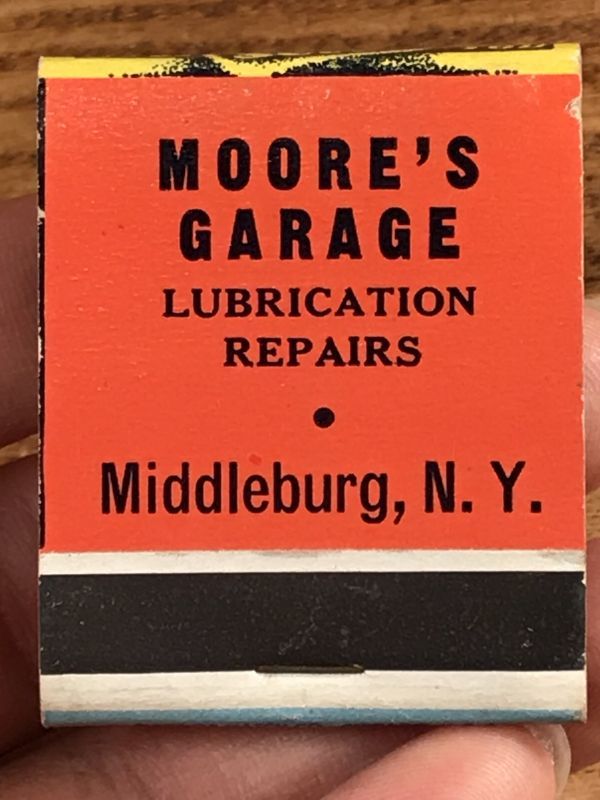 MOORE'S
GARAGE
LUBRICATION
REPAIRS
•
Middleburg, N. Y.